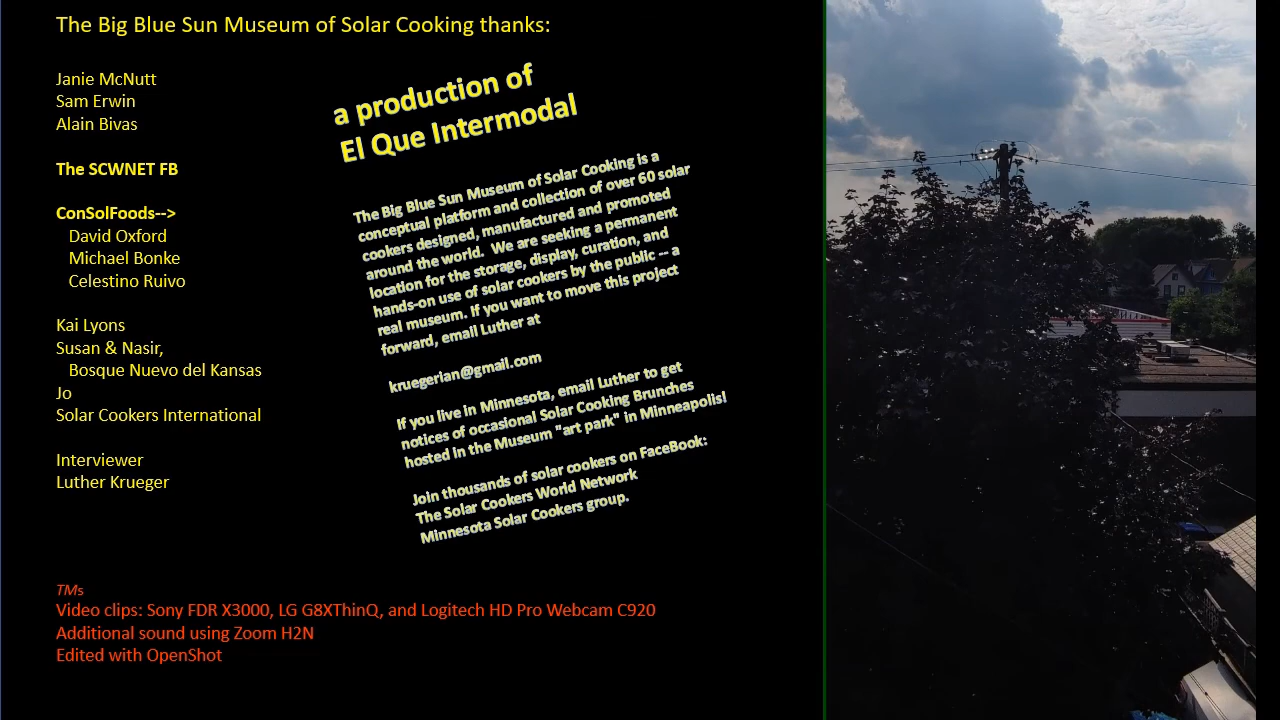 The Big Blue Sun Museum of Solar Cooking thanks:
Janie McNutt
Sam Erwin
Alain Bivas
The SCWNET FB
ConSolFoods-->
David Oxford
Michael Bonke
Celestino Ruivo
Kai Lyons
Susan & Nasir,
Bosque Nuevo del Kansas
Jo
Solar Cookers International
Interviewer
Luther Krueger
a production of
El Que Intermodal
The Big Blue Sun Museum of Solar Cooking is a
conceptual platform and collection of over 60 solar
cookers designed, manufactured and promoted
around the world.  We are seeking a permanent
location for the storage, display, curation, and
hands-on use of solar cookers by the public -- a
real museum. If you want to move this project
forward, email Luther at
kruegerian@gmail.com
If you live in Minnesota, email Luther to get
notices of occasional Solar Cooking Brunches
hosted in the Museum "art park" in Minneapolis!
Join thousands of solar cookers on FaceBook:
The Solar Cookers World Network
Minnesota Solar Cookers group.
TMs
Video clips: Sony FDR X3000, LG G8XThinQ, and Logitech HD Pro Webcam C920
Additional sound using Zoom H2N
Edited with OpenShot